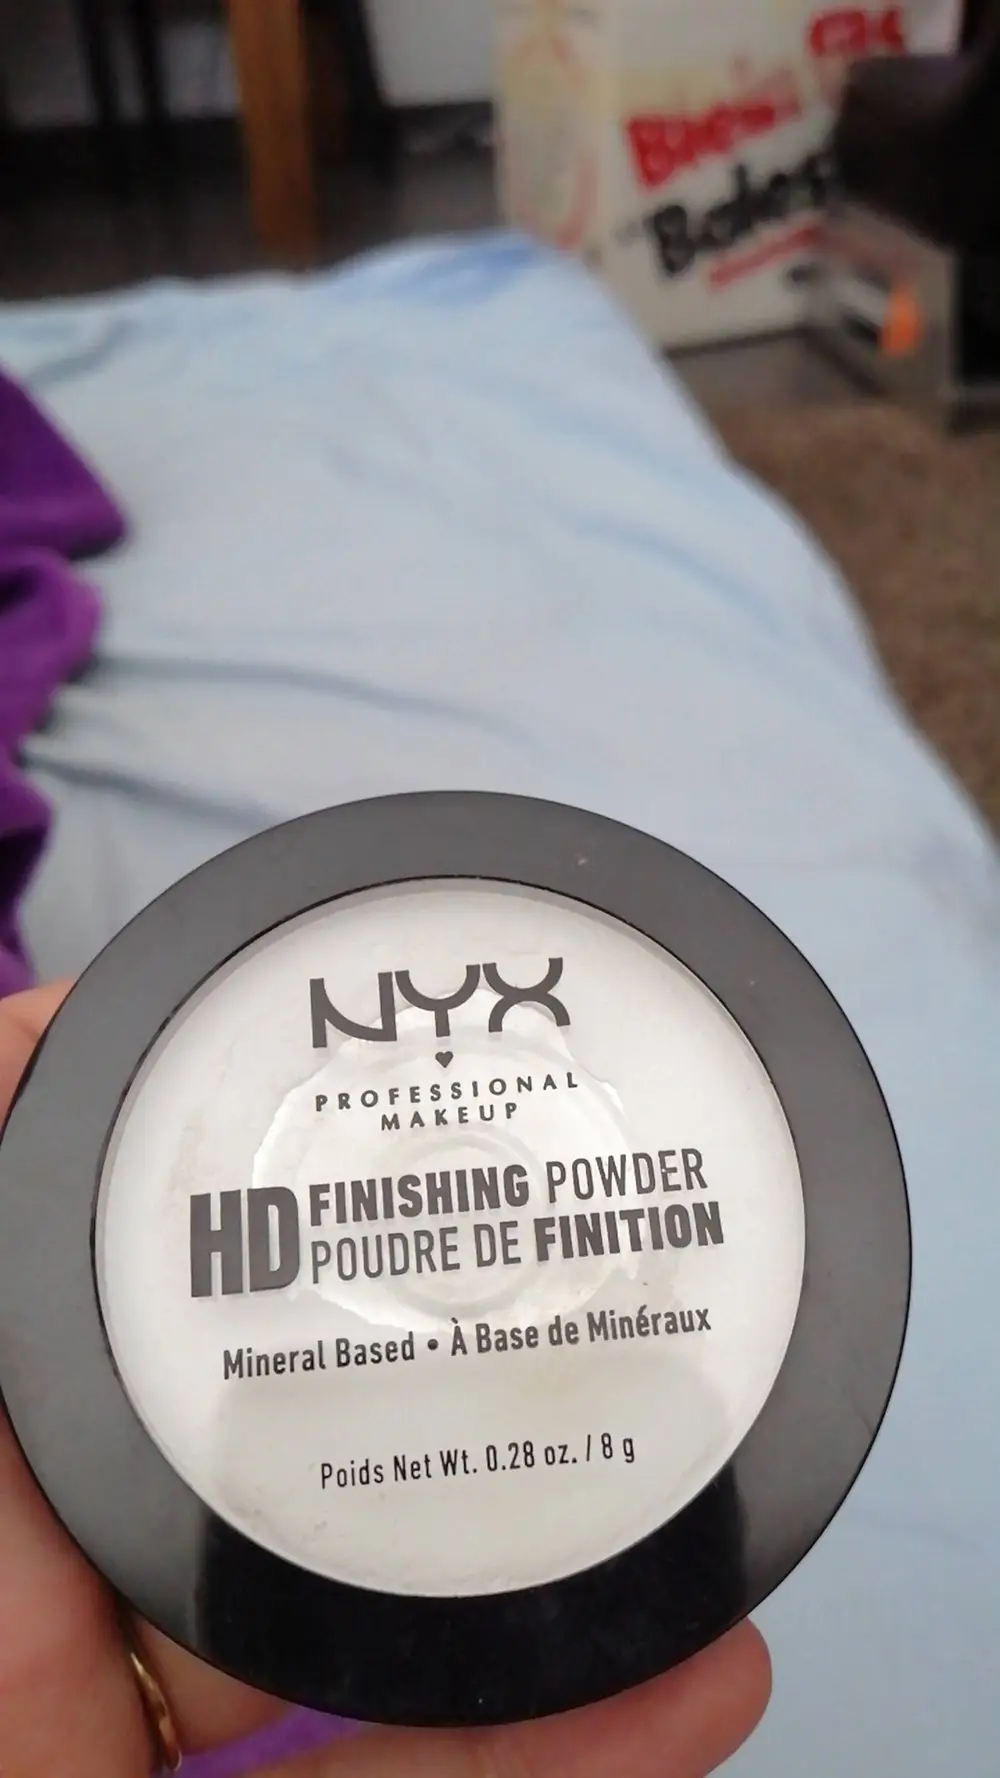 NYX
PROFESSIONAL
MAKEUP
HD FINISHING POWDER
POUDRE DE FINITION
Mineral Based • À Base de Minéraux
Poids Net Wt. 0.28 oz. / 8 g